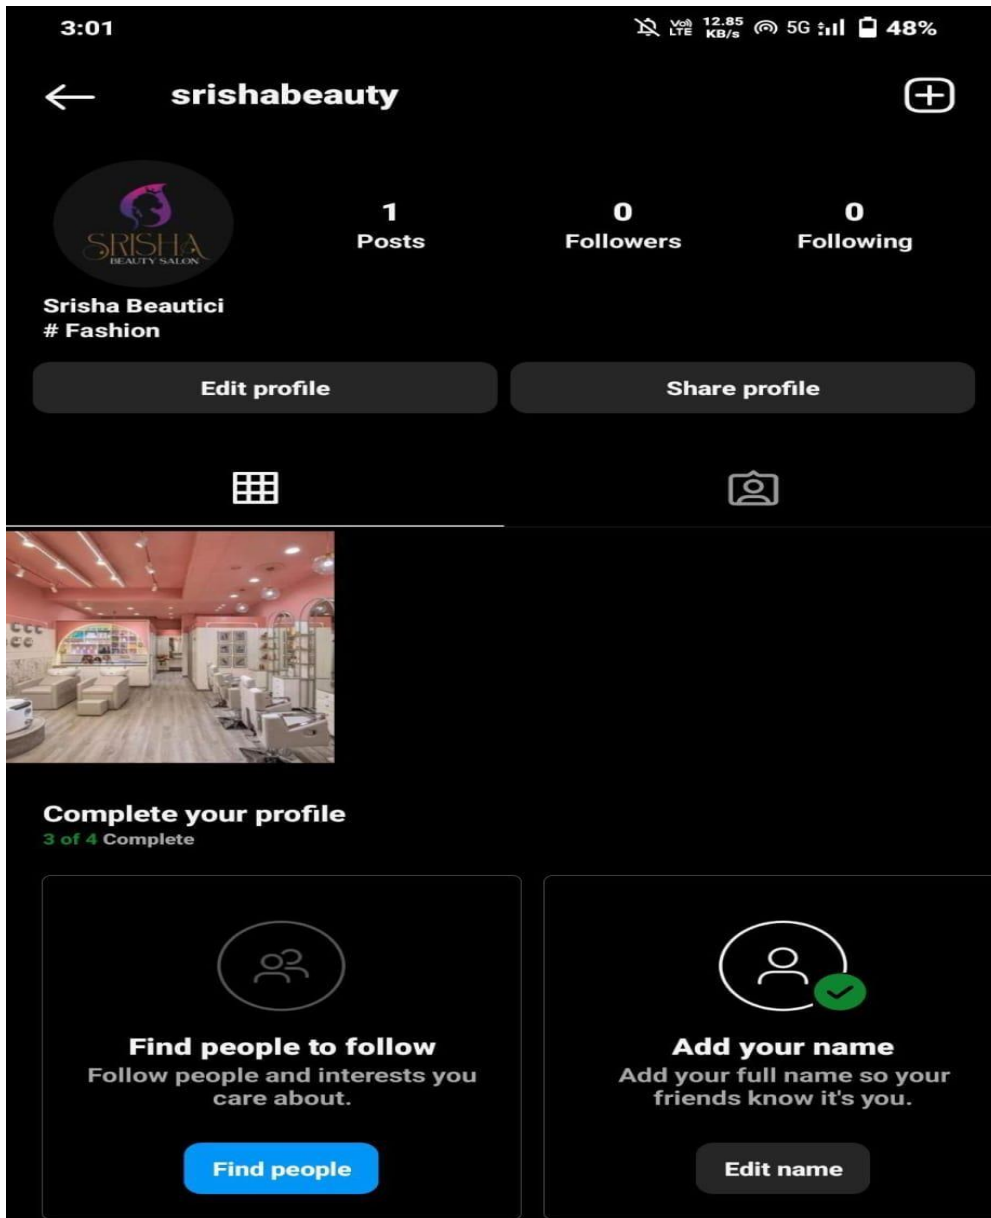 3:01
Vo)) LTE 12.85 KB/s 5G 48%
srishabeauty
SRISHA
BEAUTY SALON
1
Posts
0
Followers
0
Following
Srisha Beautici
# Fashion
Edit profile
Share profile
Complete your profile
3 of 4 Complete
Find people to follow
Follow people and interests you
care about.
Find people
Add your name
Add your full name so your
friends know it's you.
Edit name